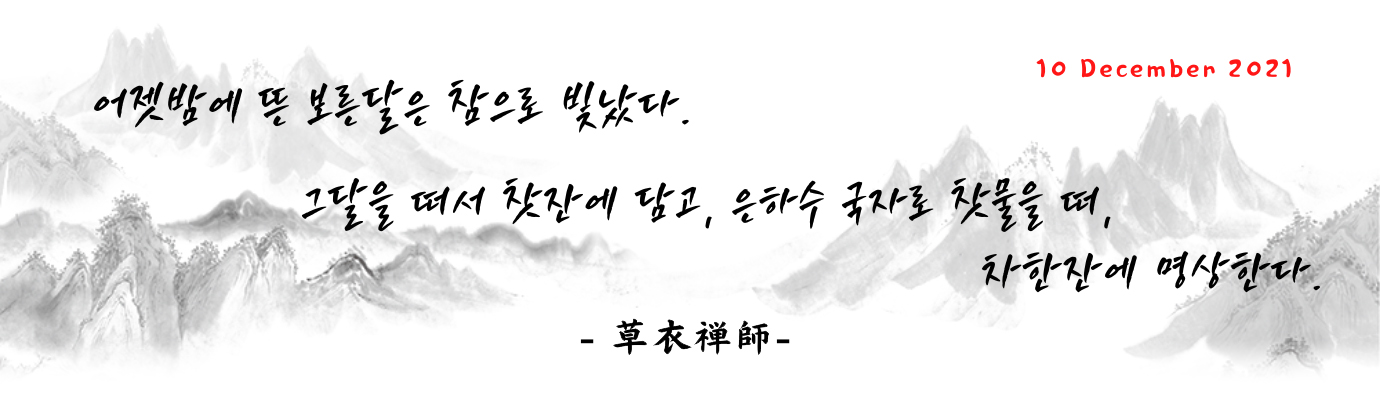 10 December 2021
어젯밤에 뜬 보름달은 참으로 빛났다.
그달을 떠서 찻잔에 담고, 은하수 국자로 찻물을 떠,
차한잔에 명상한다.
- 草衣禅師-